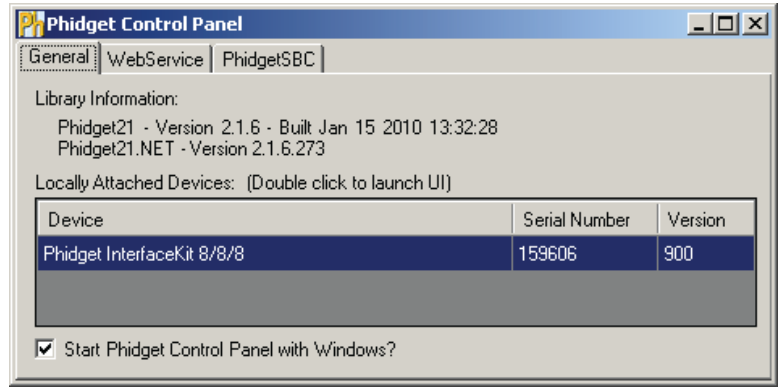 Ph Phidget Control Panel
General WebService PhidgetSBC
Library Information:
Phidget21 - Version 2.1.6 - Built Jan 15 2010 13:32:28
Phidget21.NET - Version 2.1.6.273
Locally Attached Devices: (Double click to launch UI)
Device Serial Number Version
Phidget InterfaceKit 8/8/8 159606 900
Start Phidget Control Panel with Windows?